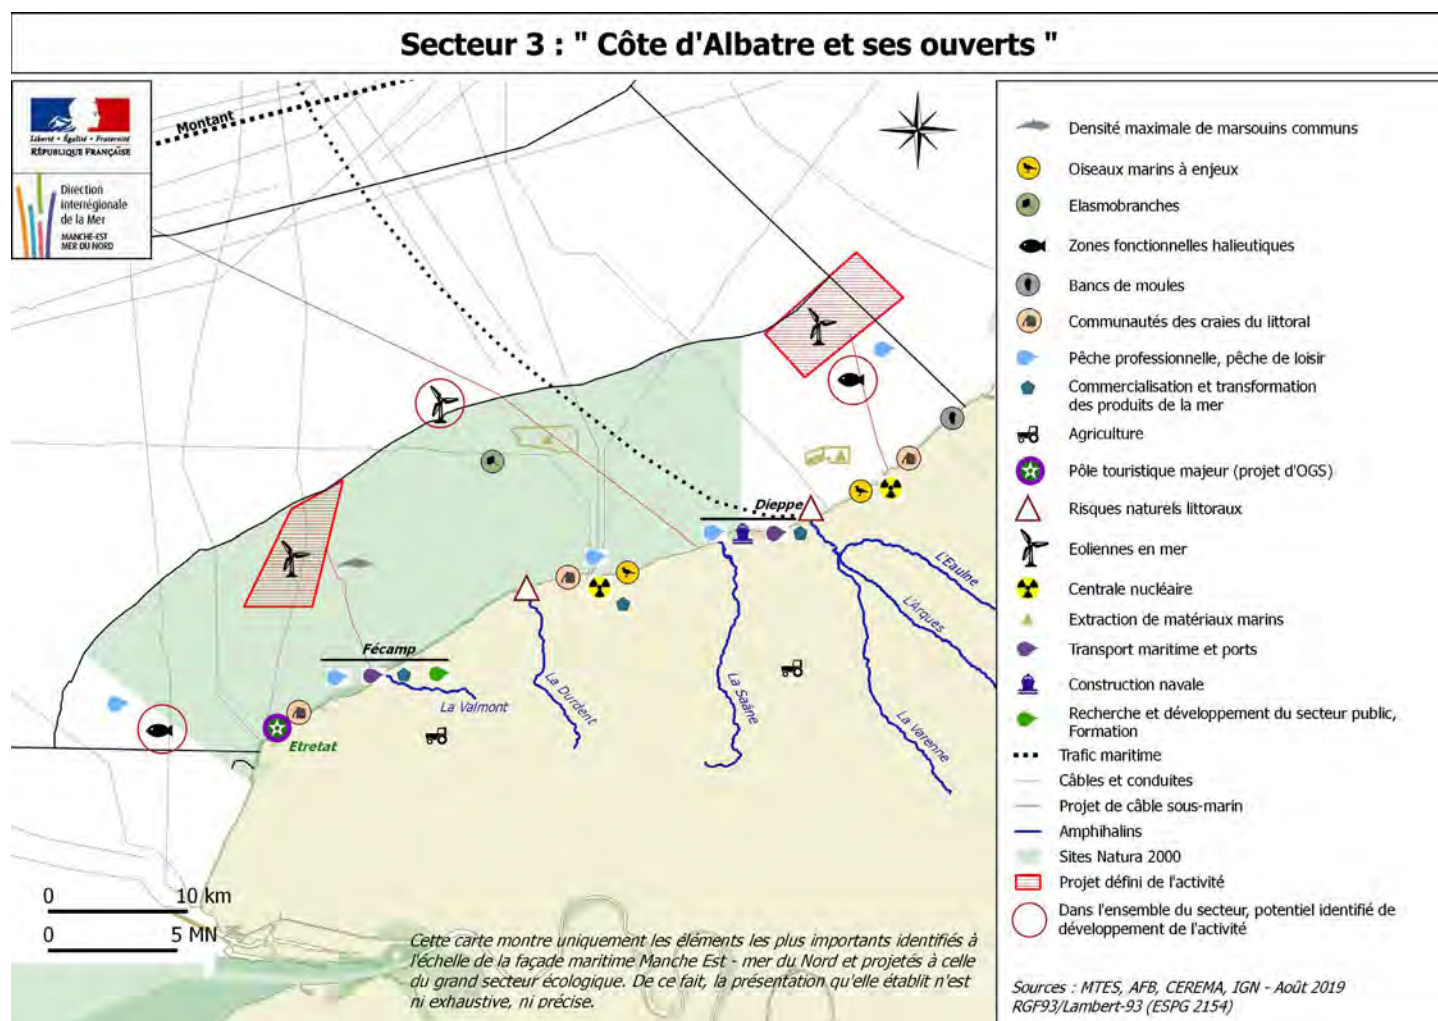 Secteur 3 : " Côte d'Albatre et ses ouverts "
Liberté • Égalité • Fraternité
RÉPUBLIQUE FRANÇAISE
Direction
interrégionale
de la Mer
MANCHE-EST
MER DU NORD
Montant
Dieppe
L'Eaulne
L'Arques
La Varenne
La Saâne
La Durdent
Fécamp
La Valmont
Etretat
0 10 km
0 5 MN
Cette carte montre uniquement les éléments les plus importants identifiés à
l'échelle de la façade maritime Manche Est - mer du Nord et projetés à celle
du grand secteur écologique. De ce fait, la présentation qu'elle établit n'est
ni exhaustive, ni précise.
Densité maximale de marsouins communs
Oiseaux marins à enjeux
Elasmobranches
Zones fonctionnelles halieutiques
Bancs de moules
Communautés des craies du littoral
Pêche professionnelle, pêche de loisir
Commercialisation et transformation
des produits de la mer
Agriculture
Pôle touristique majeur (projet d'OGS)
Risques naturels littoraux
Eoliennes en mer
Centrale nucléaire
Extraction de matériaux marins
Transport maritime et ports
Construction navale
Recherche et développement du secteur public,
Formation
Trafic maritime
Câbles et conduites
Projet de câble sous-marin
Amphihalins
Sites Natura 2000
Projet défini de l'activité
Dans l'ensemble du secteur, potentiel identifié de
développement de l'activité
Sources : MTES, AFB, CEREMA, IGN - Août 2019
RGF93/Lambert-93 (ESPG 2154)